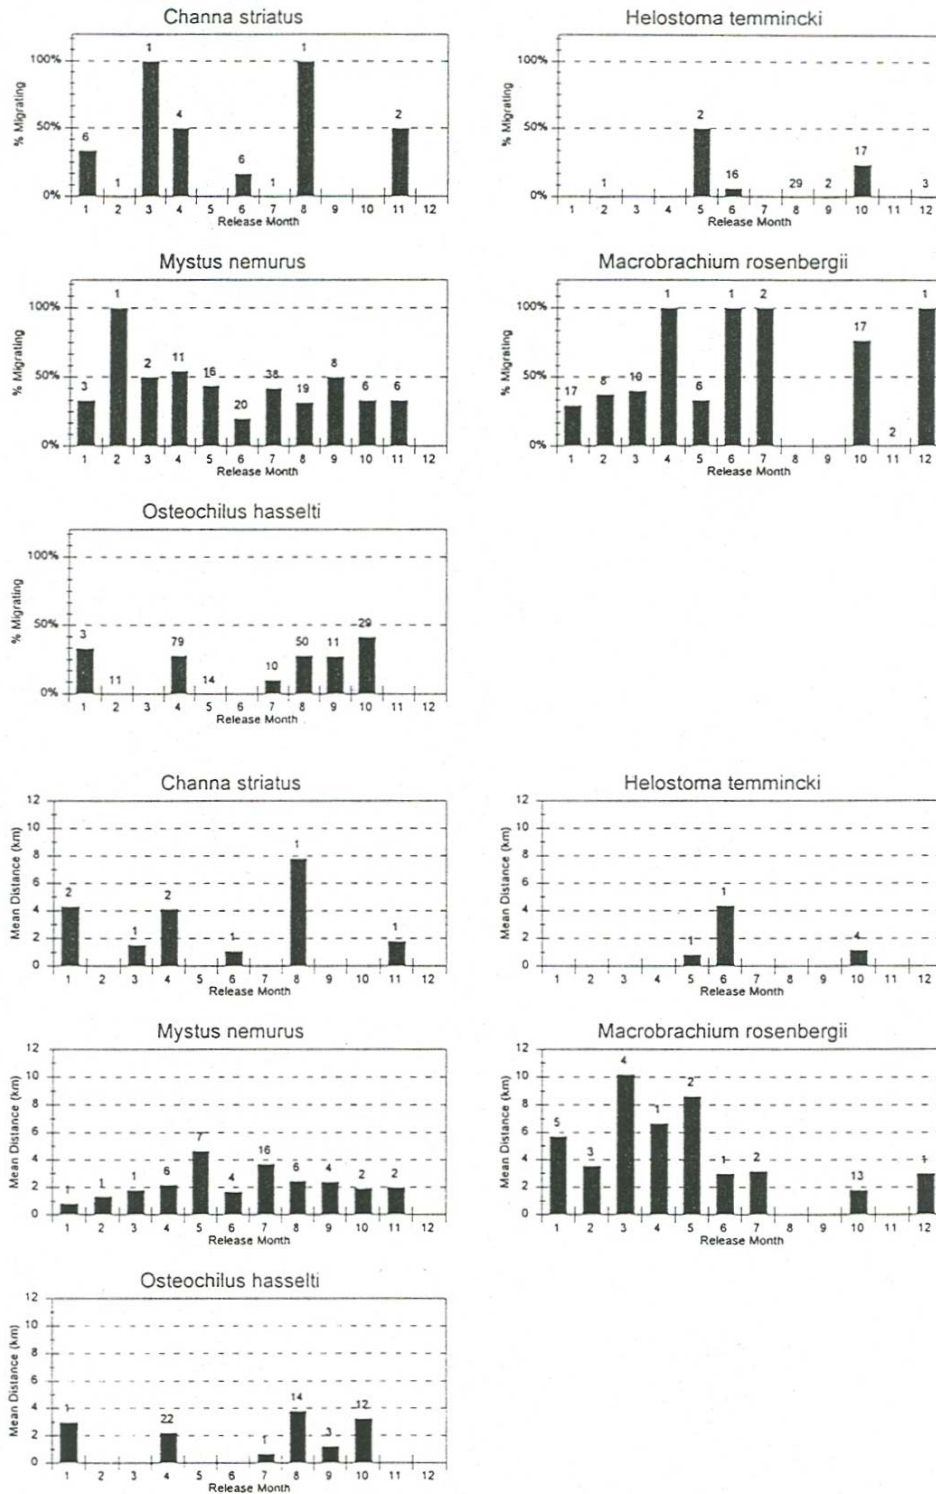 Channa striatus
% Migrating
100%
50%
0%
6 1 1 4 6 1 1 2
1 2 3 4 5 6 7 8 9 10 11 12
Release Month
Helostoma temmincki
% Migrating
100%
50%
0%
1 2 16 29 2 17 3
1 2 3 4 5 6 7 8 9 10 11 12
Release Month
Mystus nemurus
% Migrating
100%
50%
0%
3 1 2 11 16 20 38 19 8 6 6
1 2 3 4 5 6 7 8 9 10 11 12
Release Month
Macrobrachium rosenbergii
% Migrating
100%
50%
0%
17 8 10 1 6 1 2 17 2 1
1 2 3 4 5 6 7 8 9 10 11 12
Release Month
Osteochilus hasselti
% Migrating
100%
50%
0%
3 11 79 14 10 50 11 29
1 2 3 4 5 6 7 8 9 10 11 12
Release Month
Channa striatus
Mean Distance (km)
12
10
8
6
4
2
0
2 1 2 1 1 1
1 2 3 4 5 6 7 8 9 10 11 12
Release Month
Helostoma temmincki
Mean Distance (km)
12
10
8
6
4
2
0
1 1 4
1 2 3 4 5 6 7 8 9 10 11 12
Release Month
Mystus nemurus
Mean Distance (km)
12
10
8
6
4
2
0
1 1 1 6 7 4 16 6 4 2 2
1 2 3 4 5 6 7 8 9 10 11 12
Release Month
Macrobrachium rosenbergii
Mean Distance (km)
12
10
8
6
4
2
0
5 3 4 1 2 1 2 13 1
1 2 3 4 5 6 7 8 9 10 11 12
Release Month
Osteochilus hasselti
Mean Distance (km)
12
10
8
6
4
2
0
1 22 1 14 3 12
1 2 3 4 5 6 7 8 9 10 11 12
Release Month